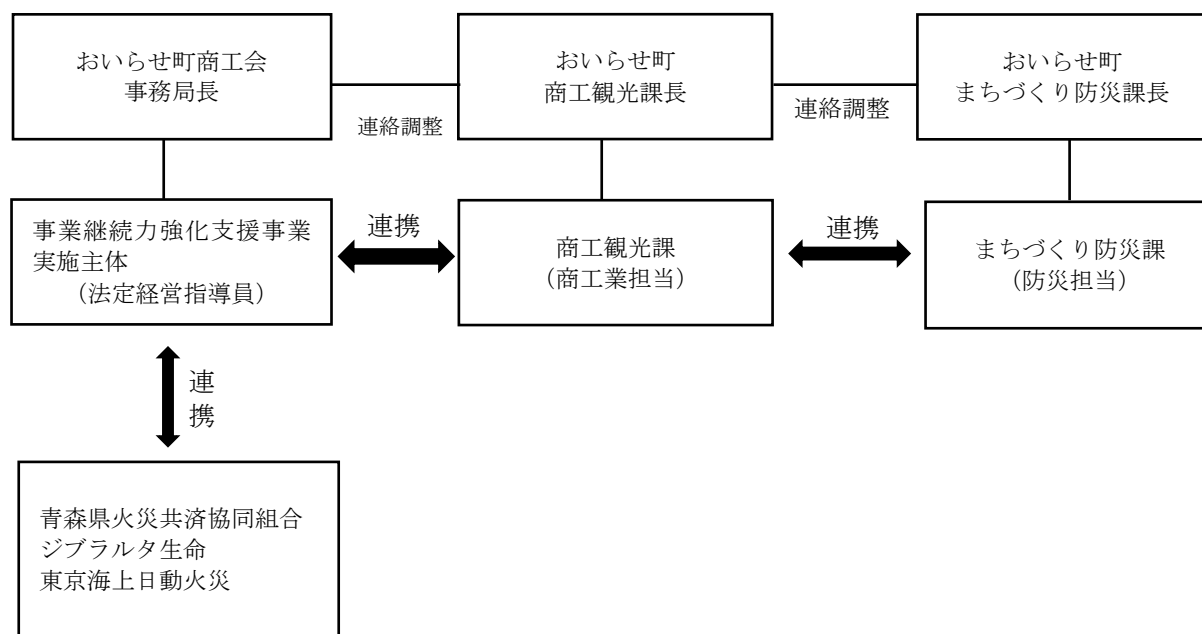 おいらせ町商工会
事務局長
連絡調整
おいらせ町
商工観光課長
連絡調整
おいらせ町
まちづくり防災課長
事業継続力強化支援事業
実施主体
（法定経営指導員）
連携
商工観光課
（商工業担当）
連携
まちづくり防災課
（防災担当）
連
携
青森県火災共済協同組合
ジブラルタ生命
東京海上日動火災